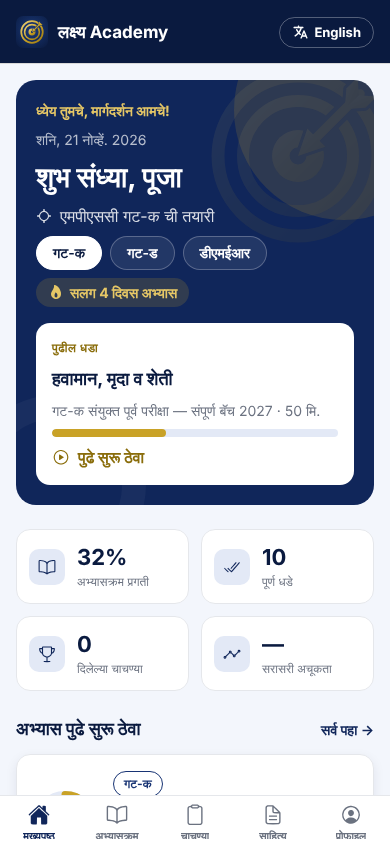 लक्ष्य Academy
English
ध्येय तुमचे, मार्गदर्शन आमचे!
शनि, 21 नोव्हें. 2026
शुभ संध्या, पूजा
एमपीएससी गट-क ची तयारी
गट-क गट-ड डीएमईआर
सलग 4 दिवस अभ्यास
पुढील धडा
हवामान, मृदा व शेती
गट-क संयुक्त पूर्व परीक्षा — संपूर्ण बॅच 2027 · 50 मि.
पुढे सुरू ठेवा
32%
अभ्यासक्रम प्रगती
10
पूर्ण धडे
0
दिलेल्या चाचण्या
—
सरासरी अचूकता
अभ्यास पुढे सुरू ठेवा
सर्व पहा →
गट-क
मुख्यपृष्ठ अभ्यासक्रम चाचण्या साहित्य प्रोफाइल